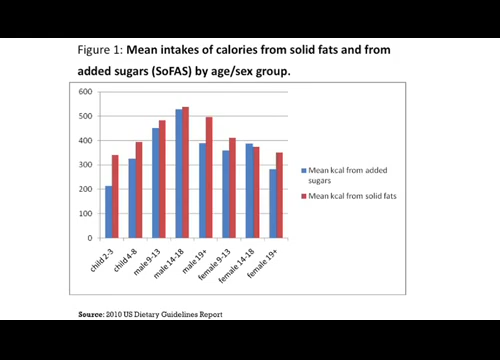 Figure 1: Mean intakes of calories from solid fats and from
added sugars (SoFAS) by age/sex group.
600
500
400
300
200
100
0
child 2-3
child 4-8
male 9-13
male 14-18
male 19+
female 9-13
female 14-18
female 19+
Mean kcal from added
sugars
Mean kcal from solid fats
Source: 2010 US Dietary Guidelines Report